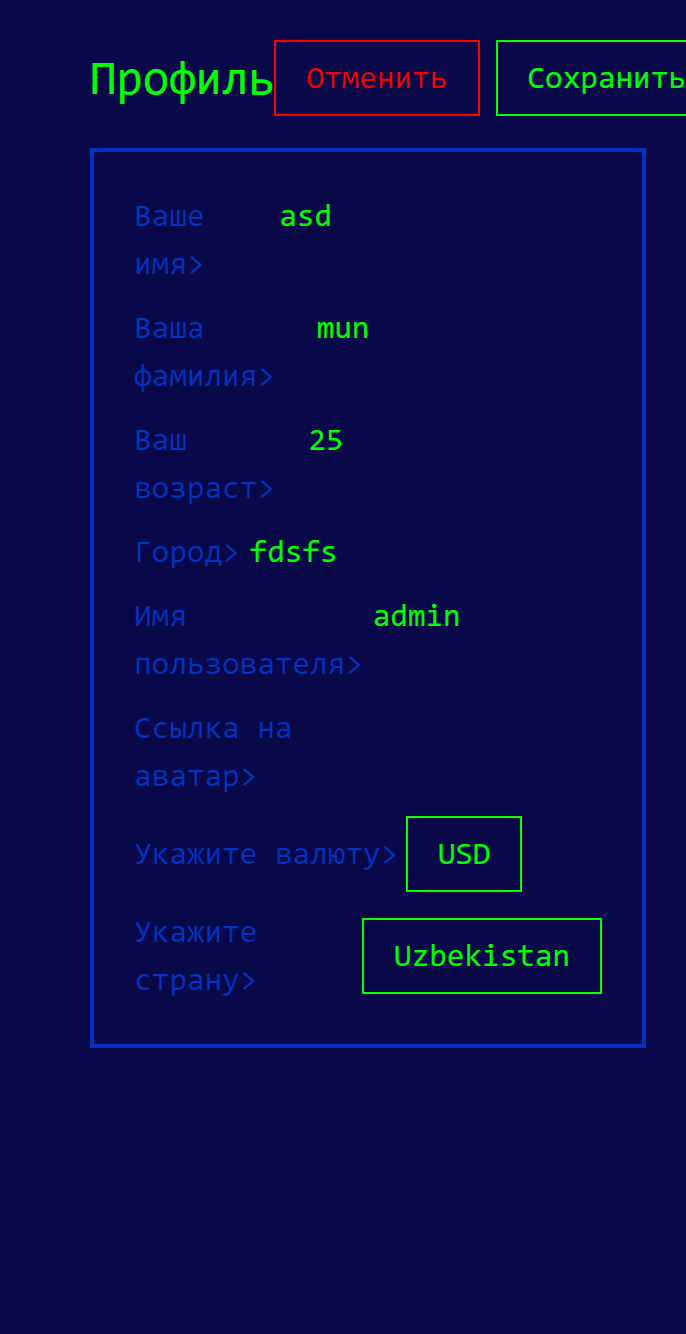 Профиль Отменить Сохранить
Ваше asd
имя>
Ваша mun
фамилия>
Ваш 25
возраст>
Город> fdsfs
Имя admin
пользователя>
Ссылка на
аватар>
Укажите валюту> USD
Укажите
страну> Uzbekistan